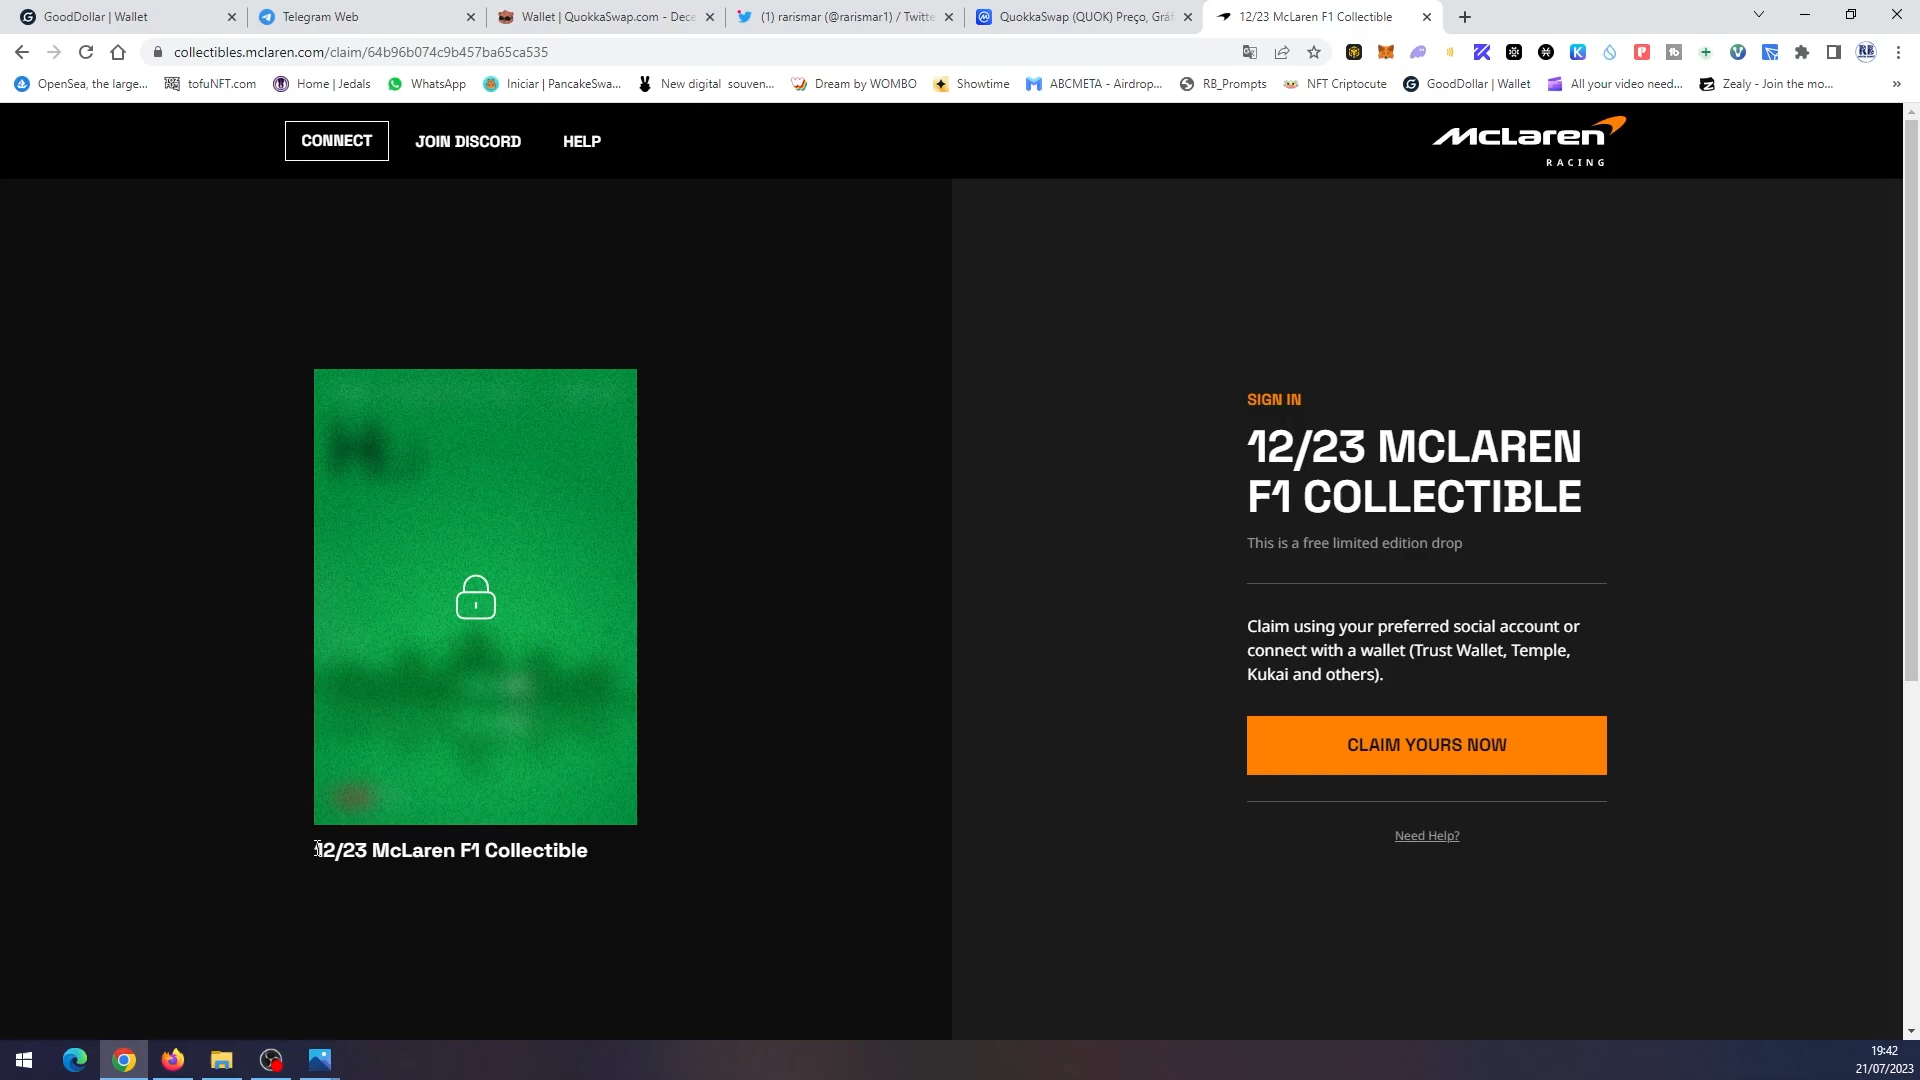 GoodDollar | Wallet
Telegram Web
Wallet | QuokkaSwap.com - Dece
(1) rarismar (@rarismar1) / Twitte
QuokkaSwap (QUOK) Preço, Gráf
12/23 McLaren F1 Collectible
collectibles.mclaren.com/claim/64b96b074c9b457ba65ca535
OpenSea, the large...
tofuNFT.com
Home | Jedals
WhatsApp
Iniciar | PancakeSwa...
New digital souven...
Dream by WOMBO
Showtime
ABCMETA - Airdrop...
RB_Prompts
NFT Criptocute
GoodDollar | Wallet
All your video need...
Zealy - Join the mo...
CONNECT
JOIN DISCORD
HELP
McLaren
RACING
12/23 McLaren F1 Collectible
SIGN IN
12/23 MCLAREN
F1 COLLECTIBLE
This is a free limited edition drop
Claim using your preferred social account or
connect with a wallet (Trust Wallet, Temple,
Kukai and others).
CLAIM YOURS NOW
Need Help?
19:42
21/07/2023